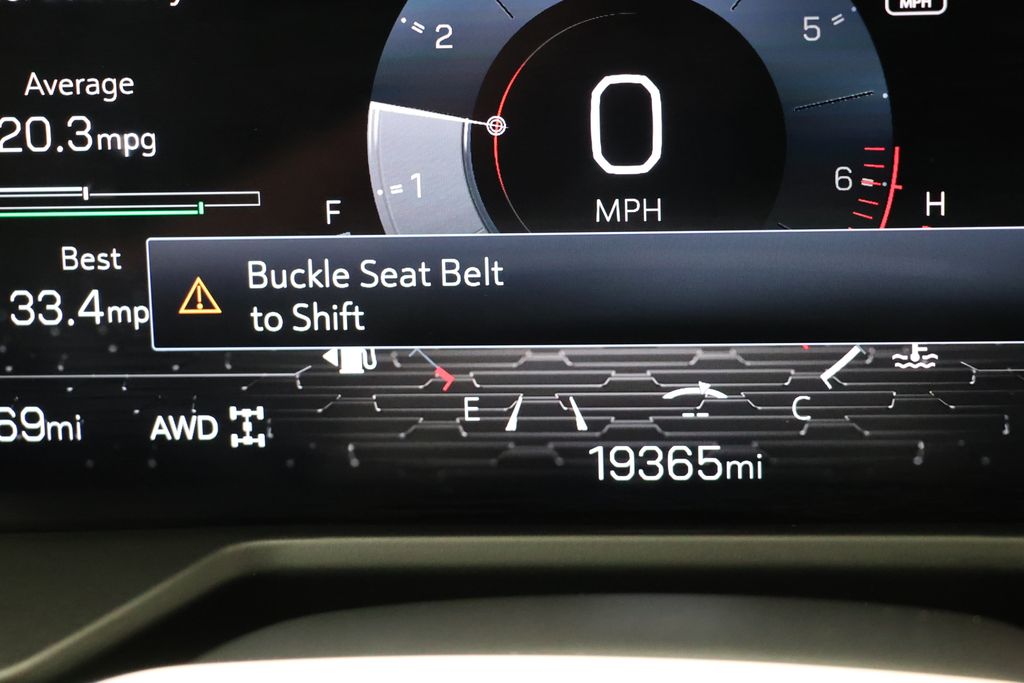 MPH
2
5
Average
20.3mpg
0
1
6
MPH
F
H
Best
33.4mp
Buckle Seat Belt
to Shift
E
--
C
69mi
AWD
19365mi